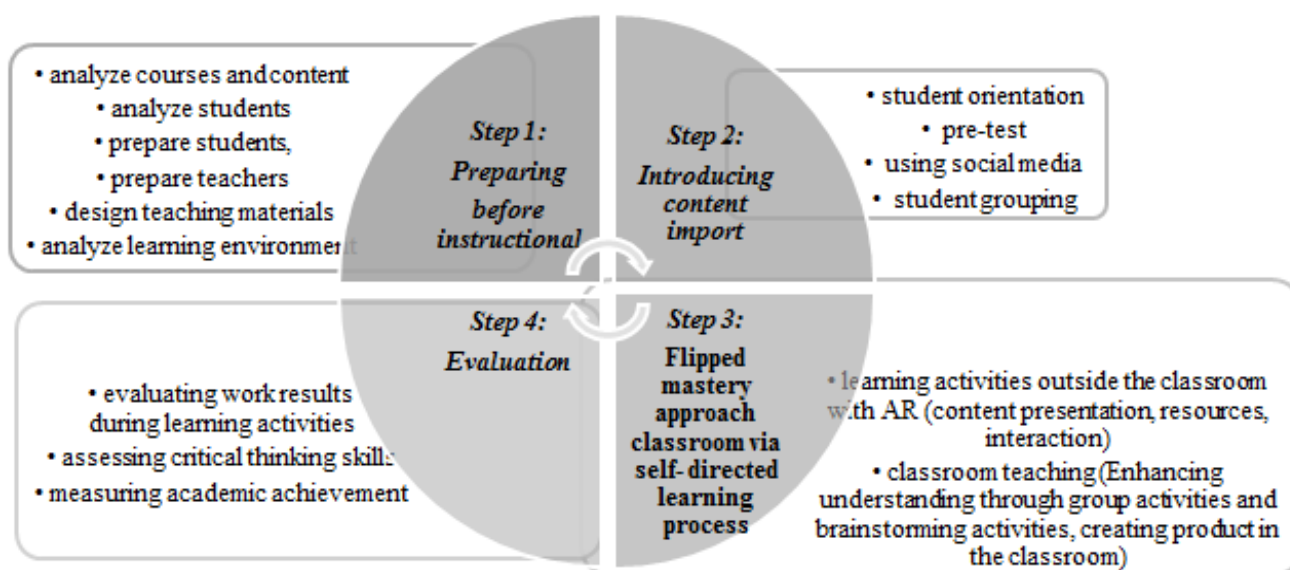 • analyze courses and content
• analyze students
• prepare students,
• prepare teachers
• design teaching materials
• analyze learning environment
Step 1:
Preparing
before
instructional
Step 2:
Introducing
content
import
• student orientation
• pre-test
• using social media
• student grouping
Step 4:
Evaluation
• evaluating work results
during learning activities
• assessing critical thinking skills
• measuring academic achievement
Step 3:
Flipped
mastery
approach
classroom via
self- directed
learning
process
• learning activities outside the classroom
with AR (content presentation, resources,
interaction)
• classroom teaching (Enhancing
understanding through group activities and
brainstorming activities, creating product in
the classroom)